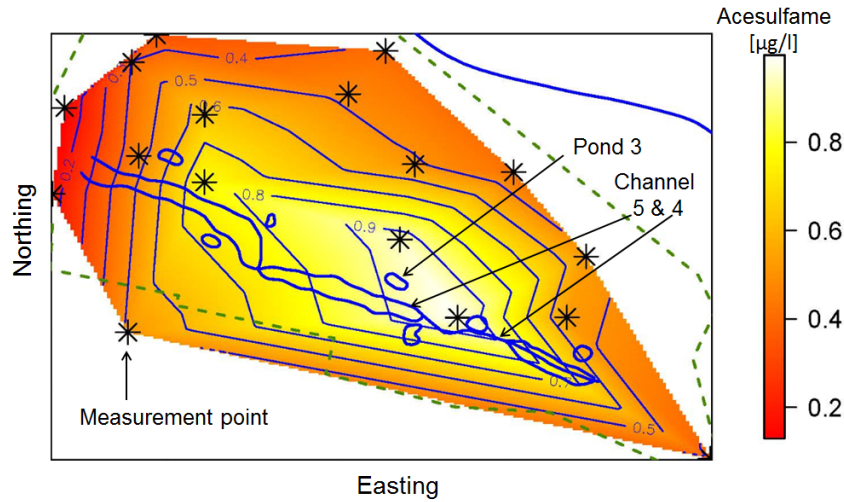 Acesulfame
[µg/l]
0.4
0.5
0.6
Pond 3
0.8
Channel
5 & 4
0.2
0.8
0.9
0.6
Northing
0.4
0.7
0.5
0.2
Measurement point
Easting